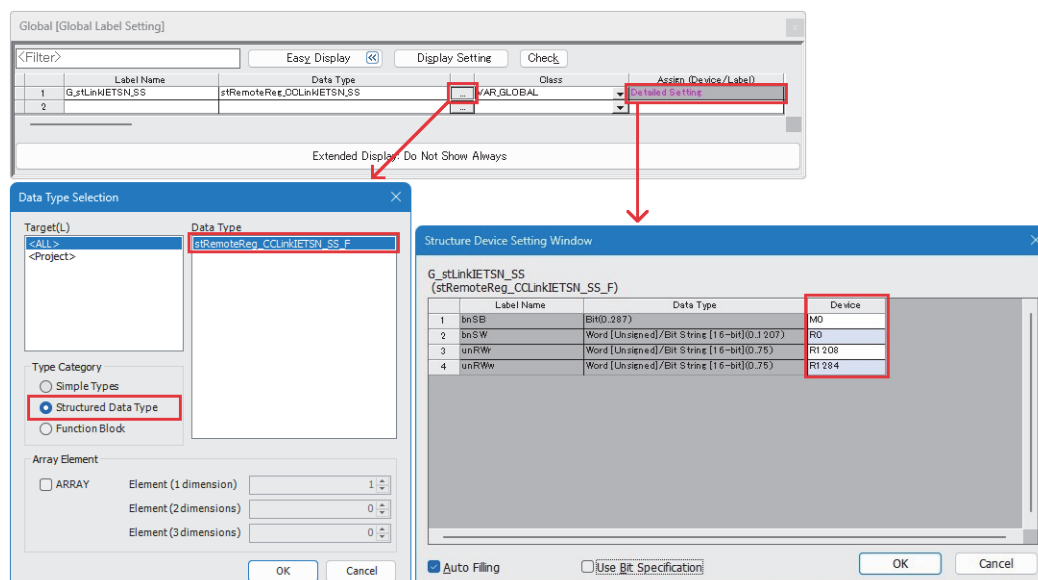 Global [Global Label Setting]
<Filter>
Easy Display
Display Setting
Check
Label Name Data Type Class Assign (Device/Label)
1 G_stLinkIETSN_SS stRemoteReg_CCLinkIETSN_SS ... VAR_GLOBAL Detailed Setting
2 ...
Extended Display: Do Not Show Always
Data Type Selection
Target(L)
<ALL>
<Project>
Data Type
stRemoteReg_CCLinkIETSN_SS_F
Type Category
Simple Types
Structured Data Type
Function Block
Array Element
ARRAY
Element (1 dimension) 1
Element (2 dimensions) 0
Element (3 dimensions) 0
OK
Cancel
Structure Device Setting Window
G_stLinkIETSN_SS
(stRemoteReg_CCLinkIETSN_SS_F)
Label Name Data Type Device
1 bnSB Bit(0..287) M0
2 bnSW Word [Unsigned]/Bit String [16-bit](0..1207) R0
3 unRWr Word [Unsigned]/Bit String [16-bit](0..75) R1208
4 unRWw Word [Unsigned]/Bit String [16-bit](0..75) R1284
Auto Filling
Use Bit Specification
OK
Cancel